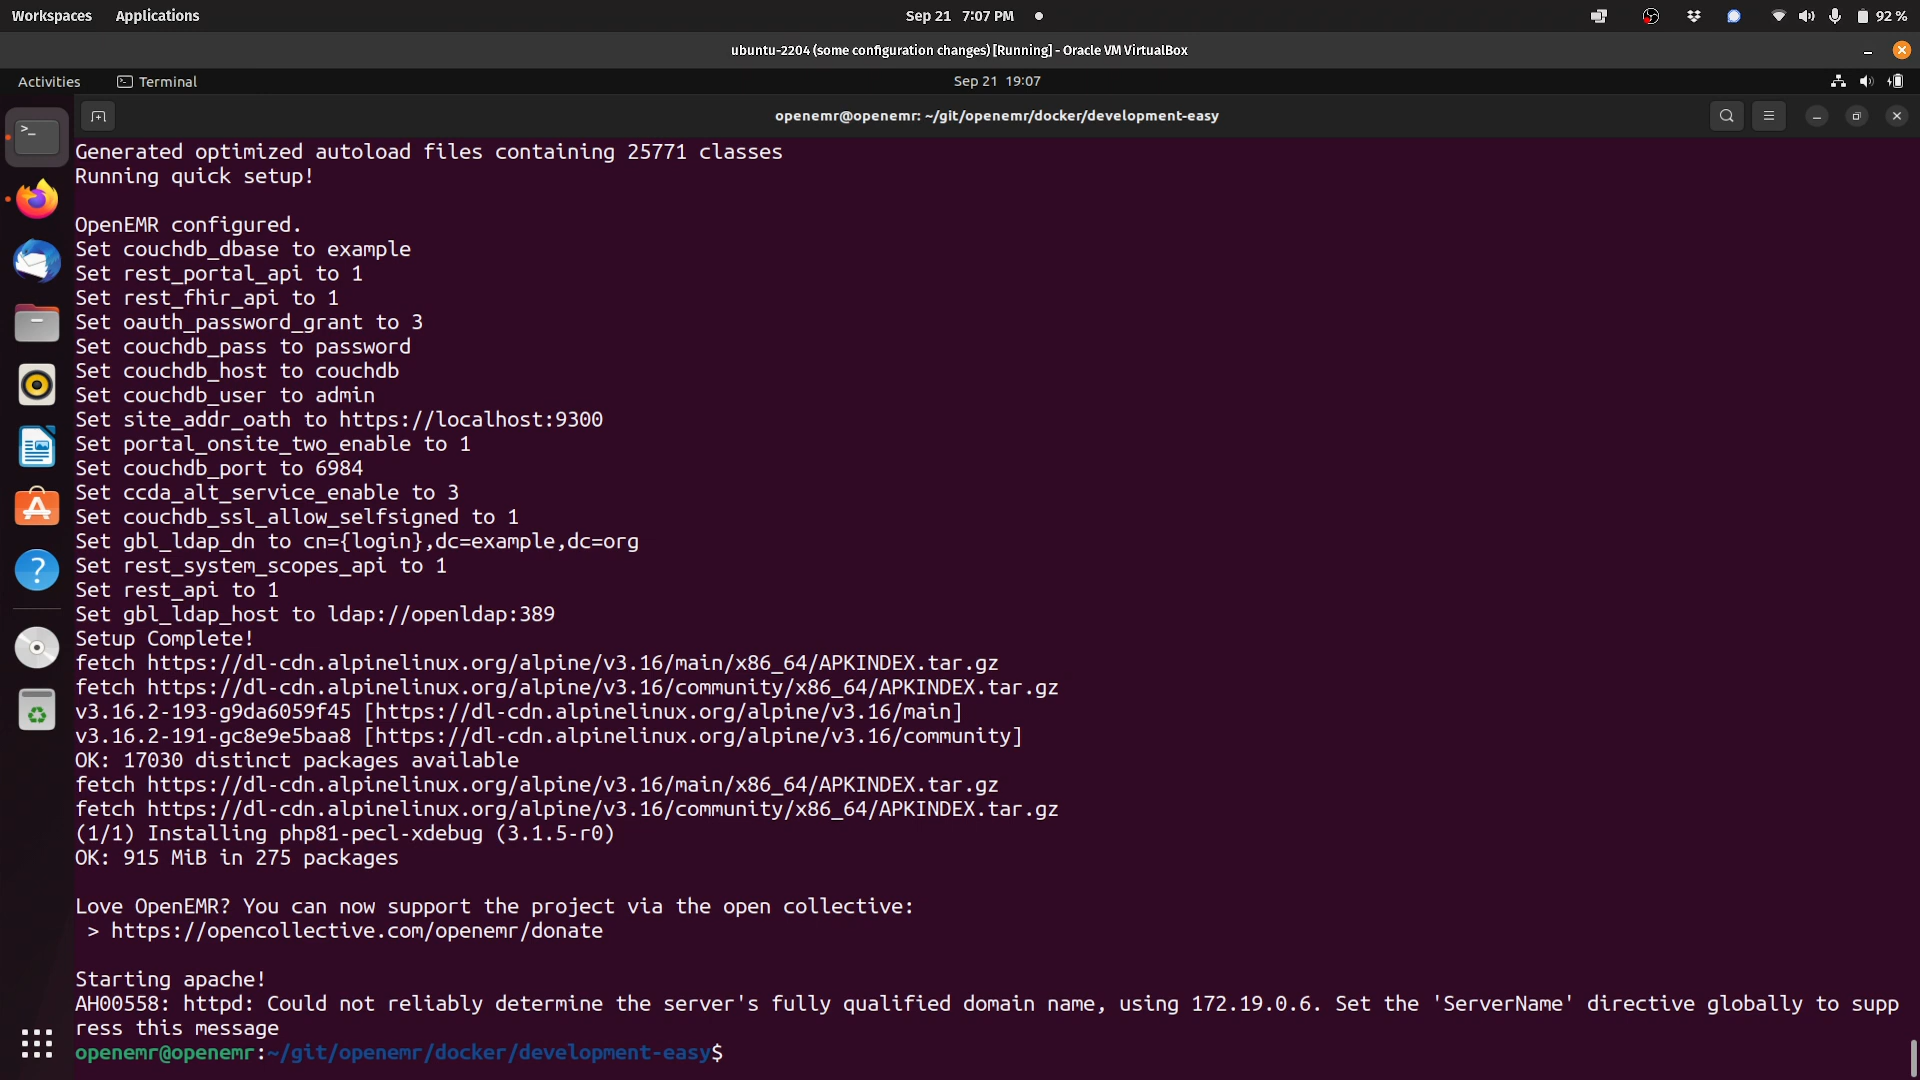 Workspaces Applications Sep 21 7:07 PM 92 %
ubuntu-2204 (some configuration changes) [Running] - Oracle VM VirtualBox
Activities Terminal Sep 21 19:07
openemr@openemr: ~/git/openemr/docker/development-easy
Generated optimized autoload files containing 25771 classes
Running quick setup!
OpenEMR configured.
Set couchdb_dbase to example
Set rest_portal_api to 1
Set rest_fhir_api to 1
Set oauth_password_grant to 3
Set couchdb_pass to password
Set couchdb_host to couchdb
Set couchdb_user to admin
Set site_addr_oath to https://localhost:9300
Set portal_onsite_two_enable to 1
Set couchdb_port to 6984
Set ccda_alt_service_enable to 3
Set couchdb_ssl_allow_selfsigned to 1
Set gbl_ldap_dn to cn={login},dc=example,dc=org
Set rest_system_scopes_api to 1
Set rest_api to 1
Set gbl_ldap_host to ldap://openldap:389
Setup Complete!
fetch https://dl-cdn.alpinelinux.org/alpine/v3.16/main/x86_64/APKINDEX.tar.gz
fetch https://dl-cdn.alpinelinux.org/alpine/v3.16/community/x86_64/APKINDEX.tar.gz
v3.16.2-193-g9da6059f45 [https://dl-cdn.alpinelinux.org/alpine/v3.16/main]
v3.16.2-191-gc8e9e5baa8 [https://dl-cdn.alpinelinux.org/alpine/v3.16/community]
OK: 17030 distinct packages available
fetch https://dl-cdn.alpinelinux.org/alpine/v3.16/main/x86_64/APKINDEX.tar.gz
fetch https://dl-cdn.alpinelinux.org/alpine/v3.16/community/x86_64/APKINDEX.tar.gz
(1/1) Installing php81-pecl-xdebug (3.1.5-r0)
OK: 915 MiB in 275 packages
Love OpenEMR? You can now support the project via the open collective:
> https://opencollective.com/openemr/donate
Starting apache!
AH00558: httpd: Could not reliably determine the server's fully qualified domain name, using 172.19.0.6. Set the 'ServerName' directive globally to supp
ress this message
openemr@openemr:~/git/openemr/docker/development-easy$